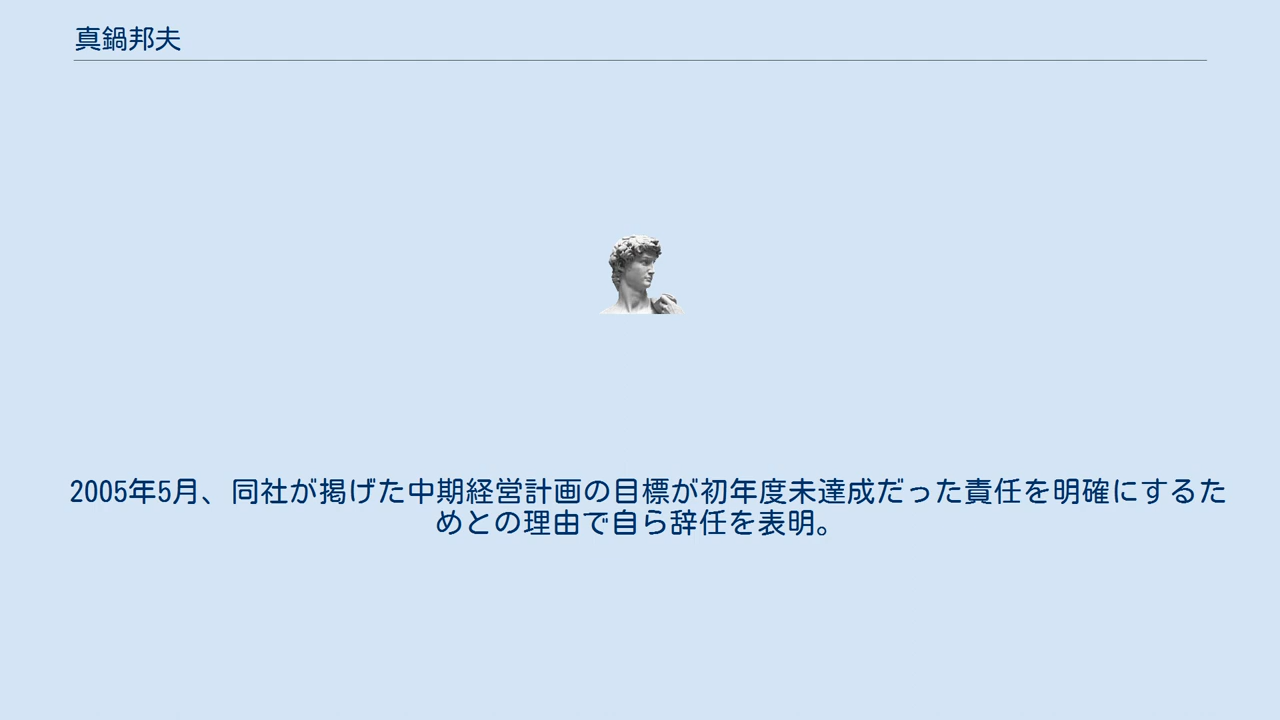 真鍋邦夫
2005年5月、同社が掲げた中期経営計画の目標が初年度未達成だった責任を明確にするた
めとの理由で自ら辞任を表明。